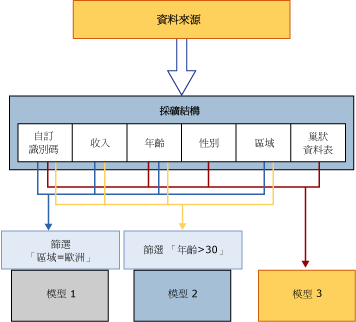 資料來源
採礦結構
自訂
識別碼
收入
年齡
性別
區域
巢狀
資料表
篩選
「區域=歐洲」
篩選「年齡>30」
模型 1
模型 2
模型 3